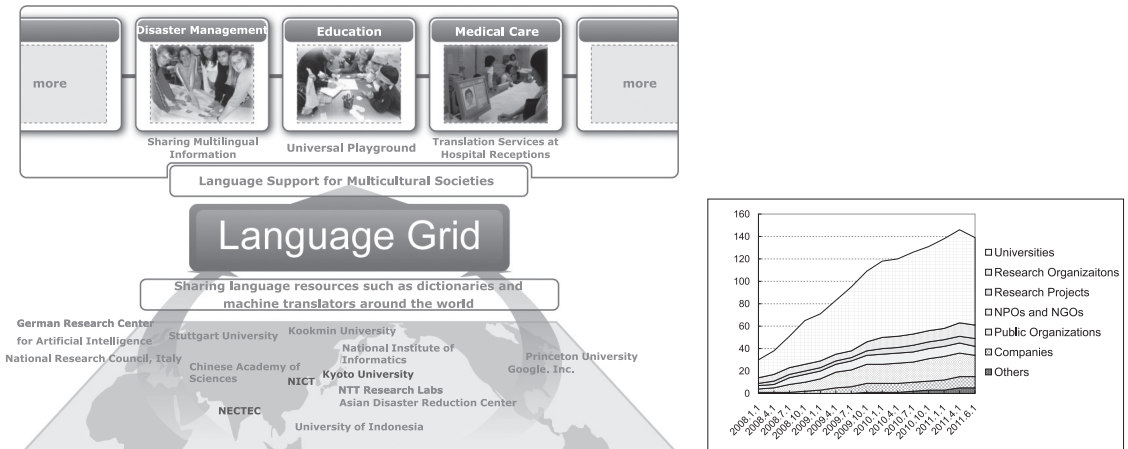 Disaster Management
Education
Medical Care
more
more
Sharing Multilingual
Information
Universal Playground
Translation Services at
Hospital Receptions
Language Support for Multicultural Societies
Language Grid
Sharing language resources such as dictionaries and
machine translators around the world
German Research Center
for Artificial Intelligence
National Research Council, Italy
Stuttgart University
Kookmin University
National Institute of
Informatics
Chinese Academy of
Sciences
NICT
Kyoto University
NTT Research Labs
Asian Disaster Reduction Center
NECTEC
University of Indonesia
Princeton University
Google. Inc.
160
140
120
100
80
60
40
20
0
2008.1.1
2008.4.1
2008.7.1
2008.10.1
2009.1.1
2009.4.1
2009.7.1
2009.10.1
2010.1.1
2010.4.1
2010.7.1
2010.10.1
2011.1.1
2011.4.1
2011.6.1
Universities
Research Organizaitons
Research Projects
NPOs and NGOs
Public Organizations
Companies
Others